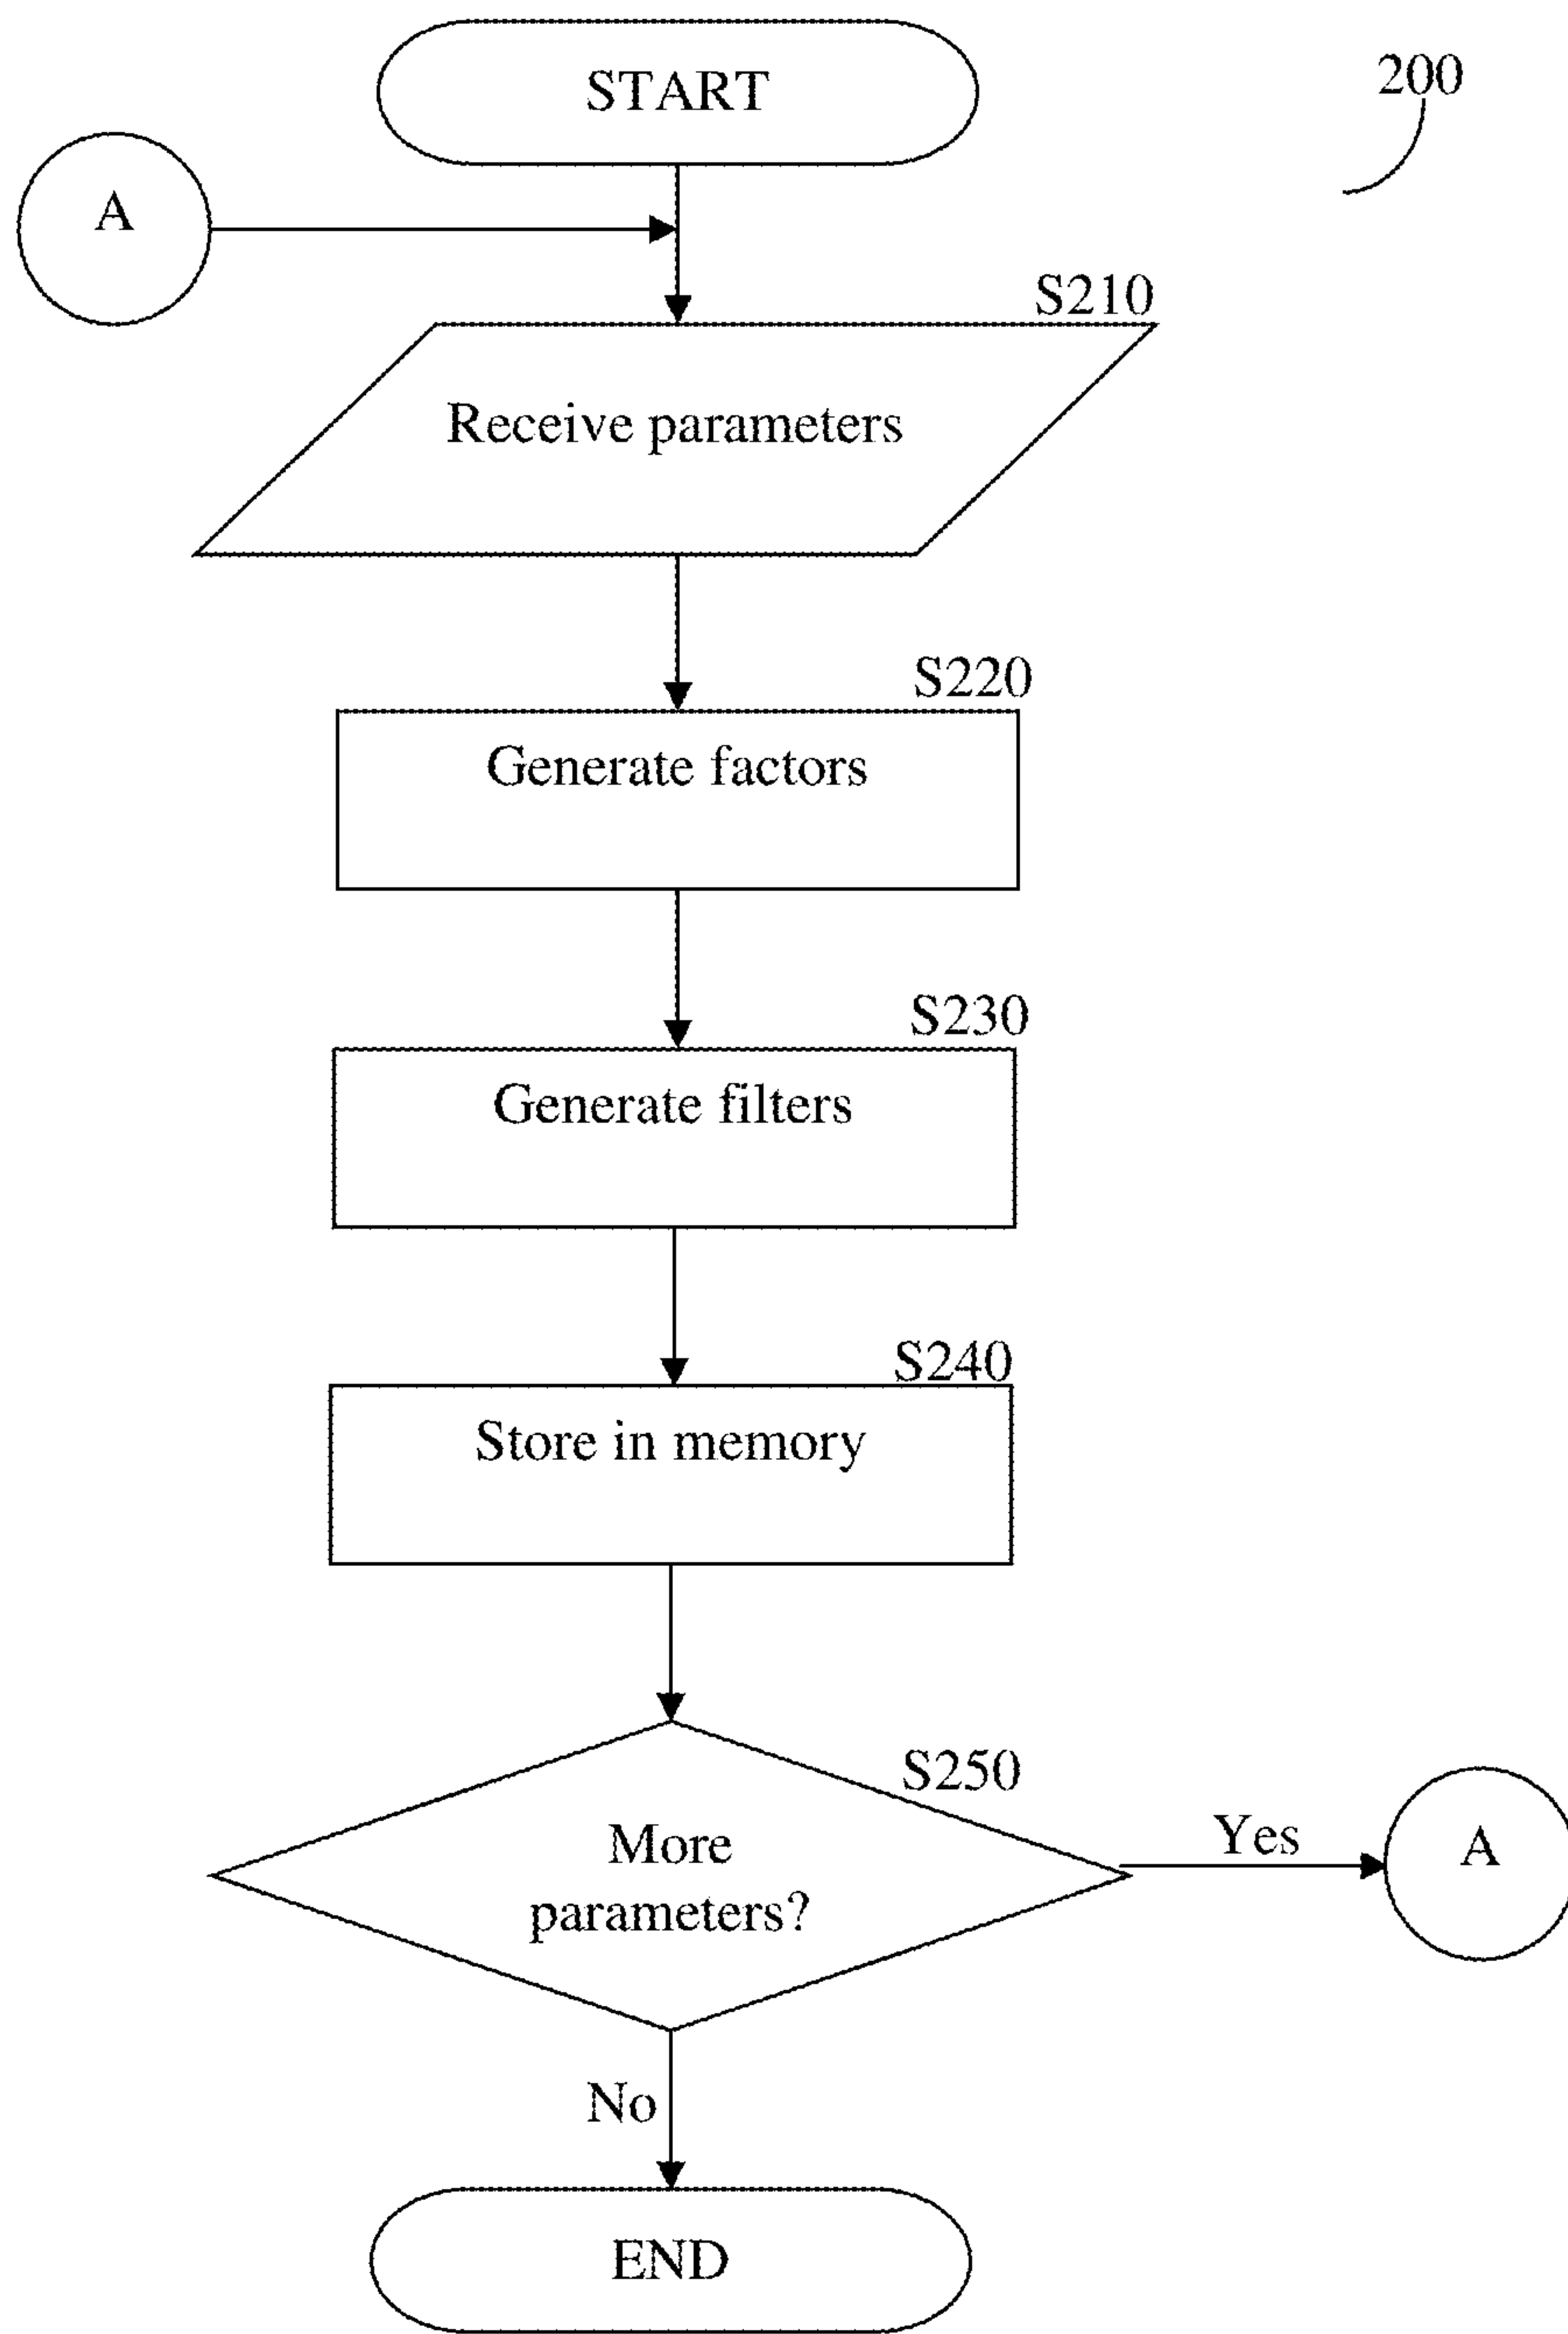 START
200
A
S210
Receive parameters
S220
Generate factors
S230
Generate filters
S240
Store in memory
S250
More
parameters?
Yes
A
No
END